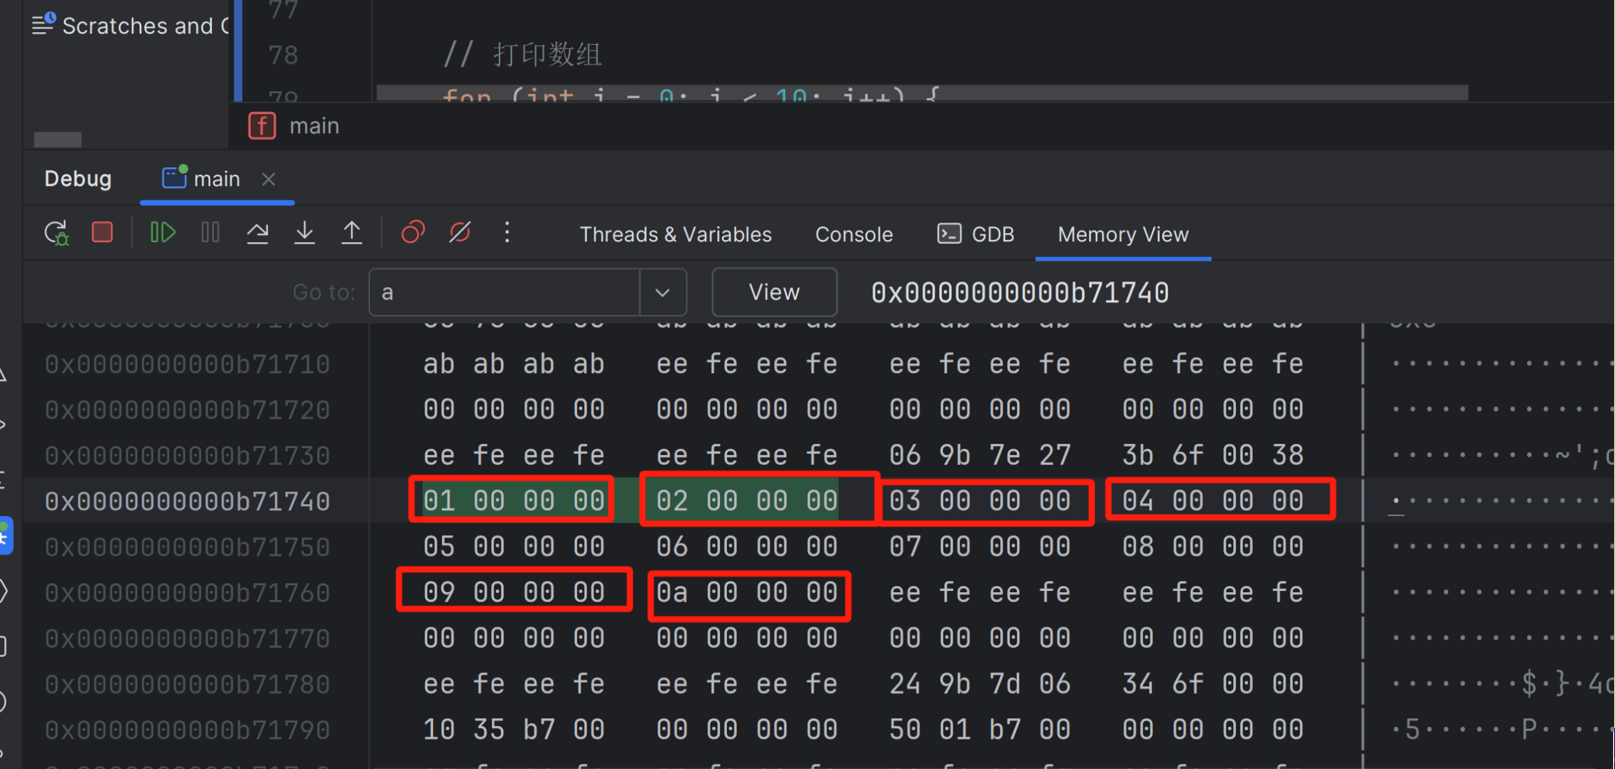 77
Scratches and C
78 // 打印数组
79 for (int i = 0; i < 10; i++) {
f main
Debug main ×
Threads & Variables Console GDB Memory View
Go to: a View 0x0000000000b71740
0x0000000000b71710 ab ab ab ab ee fe ee fe ee fe ee fe ee fe ee fe ················
0x0000000000b71720 00 00 00 00 00 00 00 00 00 00 00 00 00 00 00 00
0x0000000000b71730 ee fe ee fe ee fe ee fe 06 9b 7e 27 3b 6f 00 38 ··········~';o
0x0000000000b71740 01 00 00 00 02 00 00 00 03 00 00 00 04 00 00 00
0x0000000000b71750 05 00 00 00 06 00 00 00 07 00 00 00 08 00 00 00
0x0000000000b71760 09 00 00 00 0a 00 00 00 ee fe ee fe ee fe ee fe
0x0000000000b71770 00 00 00 00 00 00 00 00 00 00 00 00 00 00 00 00
0x0000000000b71780 ee fe ee fe ee fe ee fe 24 9b 7d 06 34 6f 00 00 ········$·}·4o
0x0000000000b71790 10 35 b7 00 00 00 00 00 50 01 b7 00 00 00 00 00 ·5······P·····